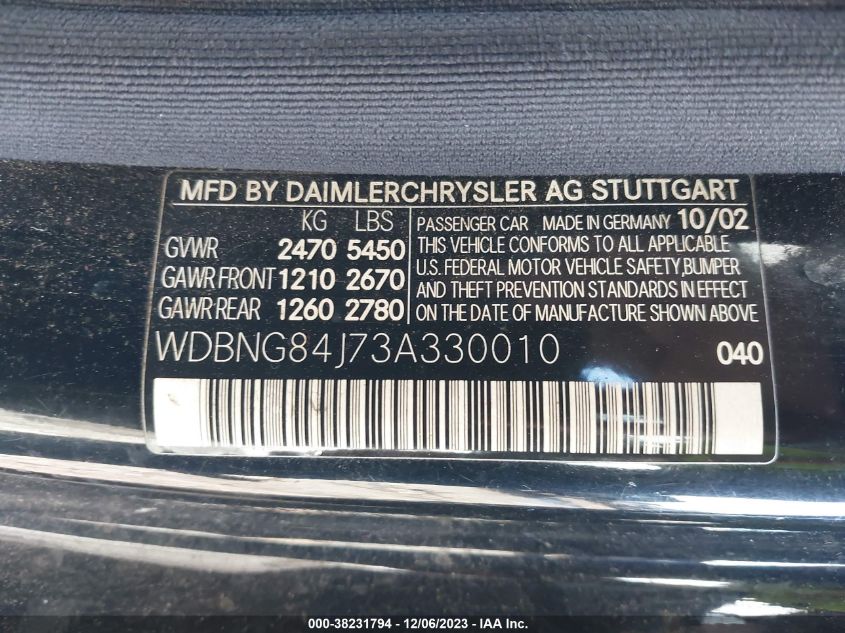 MFD BY DAIMLERCHRYSLER AG STUTTGART
KG LBS
GVWR 2470 5450
GAWR FRONT 1210 2670
GAWR REAR 1260 2780
PASSENGER CAR MADE IN GERMANY 10/02
THIS VEHICLE CONFORMS TO ALL APPLICABLE
U.S. FEDERAL MOTOR VEHICLE SAFETY,BUMPER
AND THEFT PREVENTION STANDARDS IN EFFECT
ON THE DATE OF MANUFACTURE SHOWN ABOVE
WDBNG84J73A330010 040
000-38231794 - 12/06/2023 - IAA Inc.